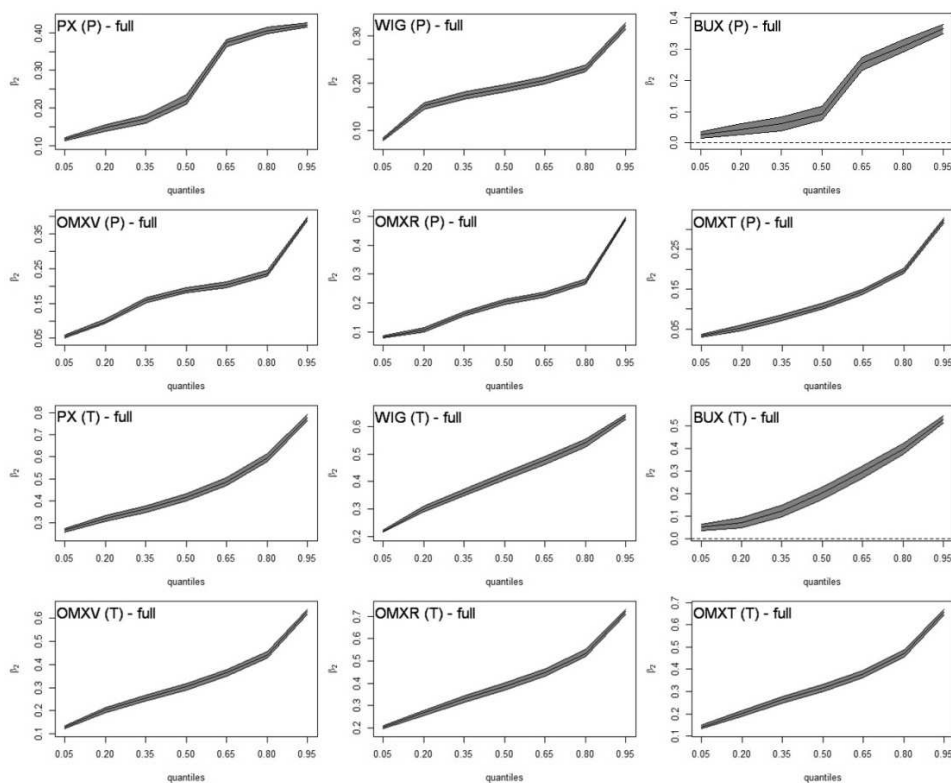 PX (P) - full
0.10 0.20 0.30 0.40
β₂
0.05 0.20 0.35 0.50 0.65 0.80 0.95
quantiles
WIG (P) - full
0.10 0.20 0.30
β₂
0.05 0.20 0.35 0.50 0.65 0.80 0.95
quantiles
BUX (P) - full
0.0 0.1 0.2 0.3 0.4
β₂
0.05 0.20 0.35 0.50 0.65 0.80 0.95
quantiles
OMXV (P) - full
0.05 0.15 0.25 0.35
β₂
0.05 0.20 0.35 0.50 0.65 0.80 0.95
quantiles
OMXR (P) - full
0.1 0.2 0.3 0.4 0.5
β₂
0.05 0.20 0.35 0.50 0.65 0.80 0.95
quantiles
OMXT (P) - full
0.05 0.15 0.25
β₂
0.05 0.20 0.35 0.50 0.65 0.80 0.95
quantiles
PX (T) - full
0.3 0.4 0.5 0.6 0.7 0.8
β₂
0.05 0.20 0.35 0.50 0.65 0.80 0.95
quantiles
WIG (T) - full
0.2 0.3 0.4 0.5 0.6
β₂
0.05 0.20 0.35 0.50 0.65 0.80 0.95
quantiles
BUX (T) - full
0.0 0.1 0.2 0.3 0.4 0.5
β₂
0.05 0.20 0.35 0.50 0.65 0.80 0.95
quantiles
OMXV (T) - full
0.1 0.2 0.3 0.4 0.5 0.6
β₂
0.05 0.20 0.35 0.50 0.65 0.80 0.95
quantiles
OMXR (T) - full
0.2 0.3 0.4 0.5 0.6 0.7
β₂
0.05 0.20 0.35 0.50 0.65 0.80 0.95
quantiles
OMXT (T) - full
0.1 0.2 0.3 0.4 0.5 0.6 0.7
β₂
0.05 0.20 0.35 0.50 0.65 0.80 0.95
quantiles